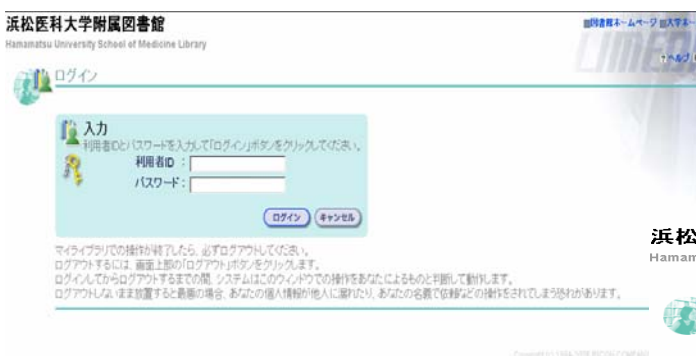 浜松医科大学附属図書館
Hamamatsu University School of Medicine Library
図書館ホームページ 大学ホー
LIMED
ヘルプ
ログイン
入力
利用者IDとパスワードを入力して「ログイン」ボタンをクリックしてください。
利用者ID :
パスワード :
ログイン キャンセル
マイライブラリでの操作が終了したら、必ずログアウトしてください。
ログアウトするには、画面上部の「ログアウト」ボタンをクリックします。
ログインしてからログアウトするまでの間、システムはこのウィンドウでの操作をあなたによるものと判断して動作します。
ログアウトしないまま放置すると最悪の場合、あなたの個人情報が他人に漏れたり、あなたの名義で依頼などの操作をされてしまう恐れがあります。
浜松
Hamam